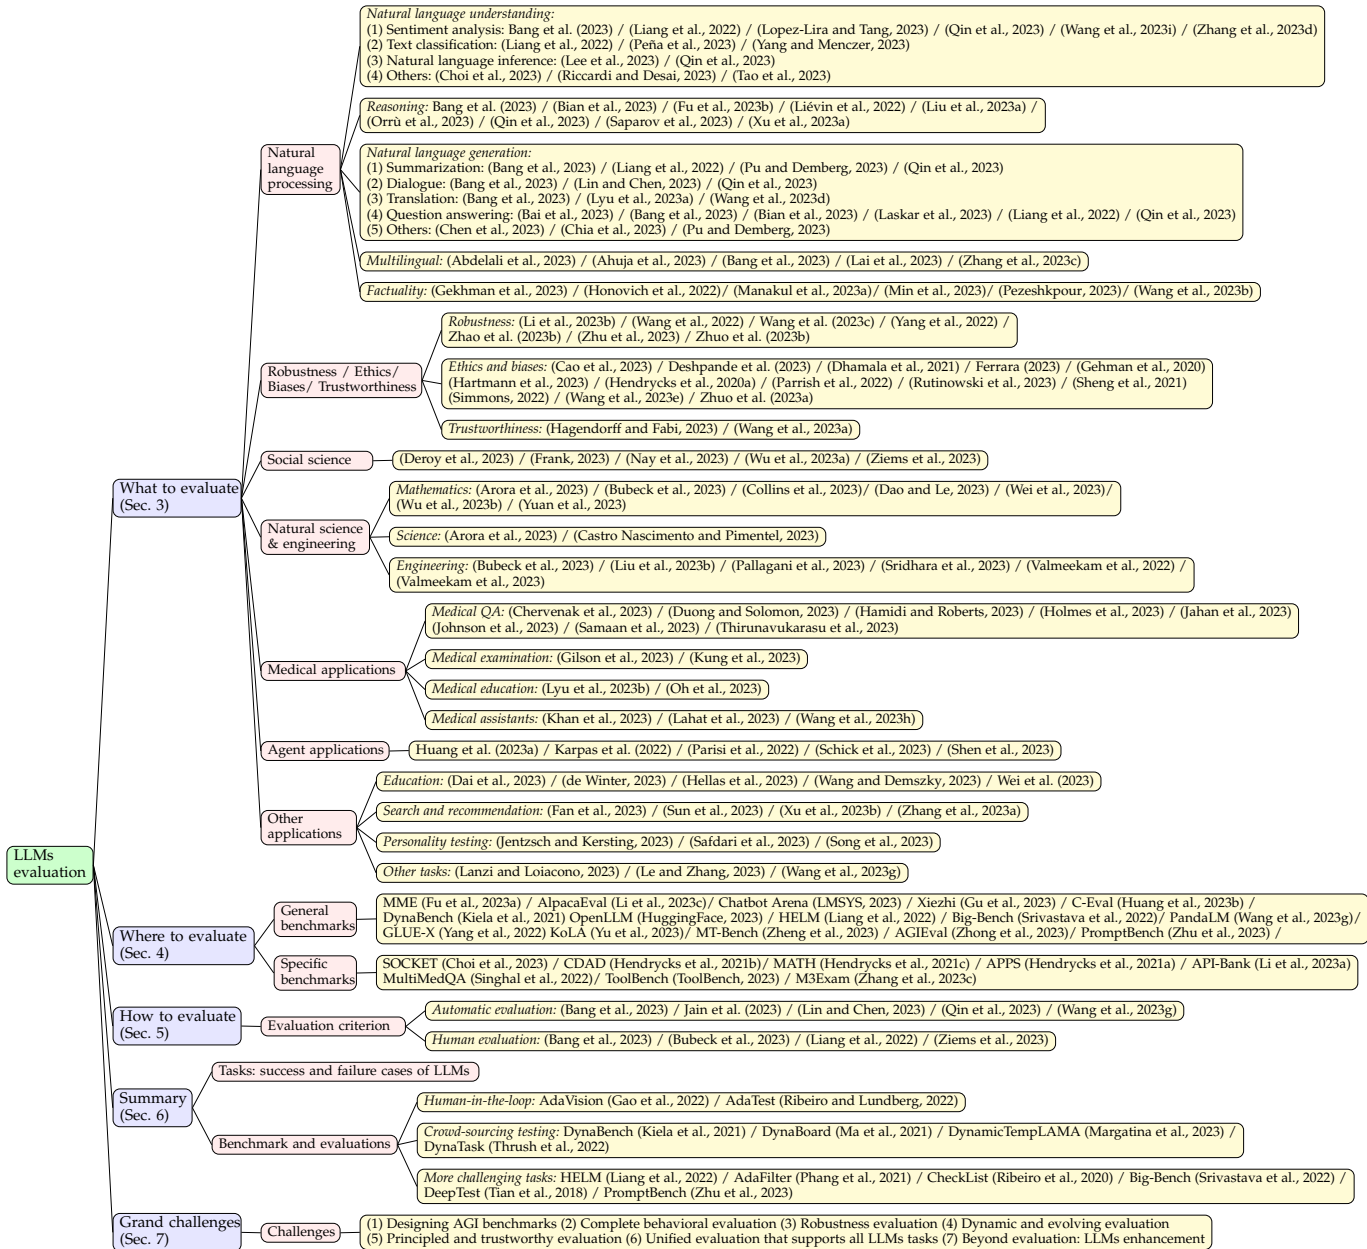 Natural language understanding:
(1) Sentiment analysis: Bang et al. (2023) / (Liang et al., 2022) / (Lopez-Lira and Tang, 2023) / (Qin et al., 2023) / (Wang et al., 2023i) / (Zhang et al., 2023d)
(2) Text classification: (Liang et al., 2022) / (Peña et al., 2023) / (Yang and Menczer, 2023)
(3) Natural language inference: (Lee et al., 2023) / (Qin et al., 2023)
(4) Others: (Choi et al., 2023) / (Riccardi and Desai, 2023) / (Tao et al., 2023)
Reasoning: Bang et al. (2023) / (Bian et al., 2023) / (Fu et al., 2023b) / (Liévin et al., 2022) / (Liu et al., 2023a) /
(Orrù et al., 2023) / (Qin et al., 2023) / (Saparov et al., 2023) / (Xu et al., 2023a)
Natural
language
processing
Natural language generation:
(1) Summarization: (Bang et al., 2023) / (Liang et al., 2022) / (Pu and Demberg, 2023) / (Qin et al., 2023)
(2) Dialogue: (Bang et al., 2023) / (Lin and Chen, 2023) / (Qin et al., 2023)
(3) Translation: (Bang et al., 2023) / (Lyu et al., 2023a) / (Wang et al., 2023d)
(4) Question answering: (Bai et al., 2023) / (Bang et al., 2023) / (Bian et al., 2023) / (Laskar et al., 2023) / (Liang et al., 2022) / (Qin et al., 2023)
(5) Others: (Chen et al., 2023) / (Chia et al., 2023) / (Pu and Demberg, 2023)
Multilingual: (Abdelali et al., 2023) / (Ahuja et al., 2023) / (Bang et al., 2023) / (Lai et al., 2023) / (Zhang et al., 2023c)
Factuality: (Gekhman et al., 2023) / (Honovich et al., 2022)/ (Manakul et al., 2023a)/ (Min et al., 2023)/ (Pezeshkpour, 2023)/ (Wang et al., 2023b)
Robustness: (Li et al., 2023b) / (Wang et al., 2022) / Wang et al. (2023c) / (Yang et al., 2022) /
Zhao et al. (2023b) / (Zhu et al., 2023) / Zhuo et al. (2023b)
Robustness / Ethics/
Biases/ Trustworthiness
Ethics and biases: (Cao et al., 2023) / Deshpande et al. (2023) / (Dhamala et al., 2021) / Ferrara (2023) / (Gehman et al., 2020)
(Hartmann et al., 2023) / (Hendrycks et al., 2020a) / (Parrish et al., 2022) / (Rutinowski et al., 2023) / (Sheng et al., 2021)
(Simmons, 2022) / (Wang et al., 2023e) / Zhuo et al. (2023a)
Trustworthiness: (Hagendorff and Fabi, 2023) / (Wang et al., 2023a)
Social science
(Deroy et al., 2023) / (Frank, 2023) / (Nay et al., 2023) / (Wu et al., 2023a) / (Ziems et al., 2023)
What to evaluate
(Sec. 3)
Mathematics: (Arora et al., 2023) / (Bubeck et al., 2023) / (Collins et al., 2023)/ (Dao and Le, 2023) / (Wei et al., 2023)/
(Wu et al., 2023b) / (Yuan et al., 2023)
Natural science
& engineering
Science: (Arora et al., 2023) / (Castro Nascimento and Pimentel, 2023)
Engineering: (Bubeck et al., 2023) / (Liu et al., 2023b) / (Pallagani et al., 2023) / (Sridhara et al., 2023) / (Valmeekam et al., 2022) /
(Valmeekam et al., 2023)
Medical QA: (Chervenak et al., 2023) / (Duong and Solomon, 2023) / (Hamidi and Roberts, 2023) / (Holmes et al., 2023) / (Jahan et al., 2023)
(Johnson et al., 2023) / (Samaan et al., 2023) / (Thirunavukarasu et al., 2023)
Medical applications
Medical examination: (Gilson et al., 2023) / (Kung et al., 2023)
Medical education: (Lyu et al., 2023b) / (Oh et al., 2023)
Medical assistants: (Khan et al., 2023) / (Lahat et al., 2023) / (Wang et al., 2023h)
Agent applications
Huang et al. (2023a) / Karpas et al. (2022) / (Parisi et al., 2022) / (Schick et al., 2023) / (Shen et al., 2023)
Education: (Dai et al., 2023) / (de Winter, 2023) / (Hellas et al., 2023) / (Wang and Demszky, 2023) / Wei et al. (2023)
Search and recommendation: (Fan et al., 2023) / (Sun et al., 2023) / (Xu et al., 2023b) / (Zhang et al., 2023a)
Other
applications
Personality testing: (Jentzsch and Kersting, 2023) / (Safdari et al., 2023) / (Song et al., 2023)
Other tasks: (Lanzi and Loiacono, 2023) / (Le and Zhang, 2023) / (Wang et al., 2023g)
LLMs
evaluation
General
benchmarks
MME (Fu et al., 2023a) / AlpacaEval (Li et al., 2023c)/ Chatbot Arena (LMSYS, 2023) / Xiezhi (Gu et al., 2023) / C-Eval (Huang et al., 2023b) /
DynaBench (Kiela et al., 2021) OpenLLM (HuggingFace, 2023) / HELM (Liang et al., 2022) / Big-Bench (Srivastava et al., 2022)/ PandaLM (Wang et al., 2023g)/
GLUE-X (Yang et al., 2022) KoLA (Yu et al., 2023)/ MT-Bench (Zheng et al., 2023) / AGIEval (Zhong et al., 2023)/ PromptBench (Zhu et al., 2023) /
Where to evaluate
(Sec. 4)
Specific
benchmarks
SOCKET (Choi et al., 2023) / CDAD (Hendrycks et al., 2021b)/ MATH (Hendrycks et al., 2021c) / APPS (Hendrycks et al., 2021a) / API-Bank (Li et al., 2023a)
MultiMedQA (Singhal et al., 2022)/ ToolBench (ToolBench, 2023) / M3Exam (Zhang et al., 2023c)
How to evaluate
(Sec. 5)
Evaluation criterion
Automatic evaluation: (Bang et al., 2023) / Jain et al. (2023) / (Lin and Chen, 2023) / (Qin et al., 2023) / (Wang et al., 2023g)
Human evaluation: (Bang et al., 2023) / (Bubeck et al., 2023) / (Liang et al., 2022) / (Ziems et al., 2023)
Tasks: success and failure cases of LLMs
Summary
(Sec. 6)
Human-in-the-loop: AdaVision (Gao et al., 2022) / AdaTest (Ribeiro and Lundberg, 2022)
Benchmark and evaluations
Crowd-sourcing testing: DynaBench (Kiela et al., 2021) / DynaBoard (Ma et al., 2021) / DynamicTempLAMA (Margatina et al., 2023) /
DynaTask (Thrush et al., 2022)
More challenging tasks: HELM (Liang et al., 2022) / AdaFilter (Phang et al., 2021) / CheckList (Ribeiro et al., 2020) / Big-Bench (Srivastava et al., 2022) /
DeepTest (Tian et al., 2018) / PromptBench (Zhu et al., 2023)
Grand challenges
(Sec. 7)
Challenges
(1) Designing AGI benchmarks (2) Complete behavioral evaluation (3) Robustness evaluation (4) Dynamic and evolving evaluation
(5) Principled and trustworthy evaluation (6) Unified evaluation that supports all LLMs tasks (7) Beyond evaluation: LLMs enhancement